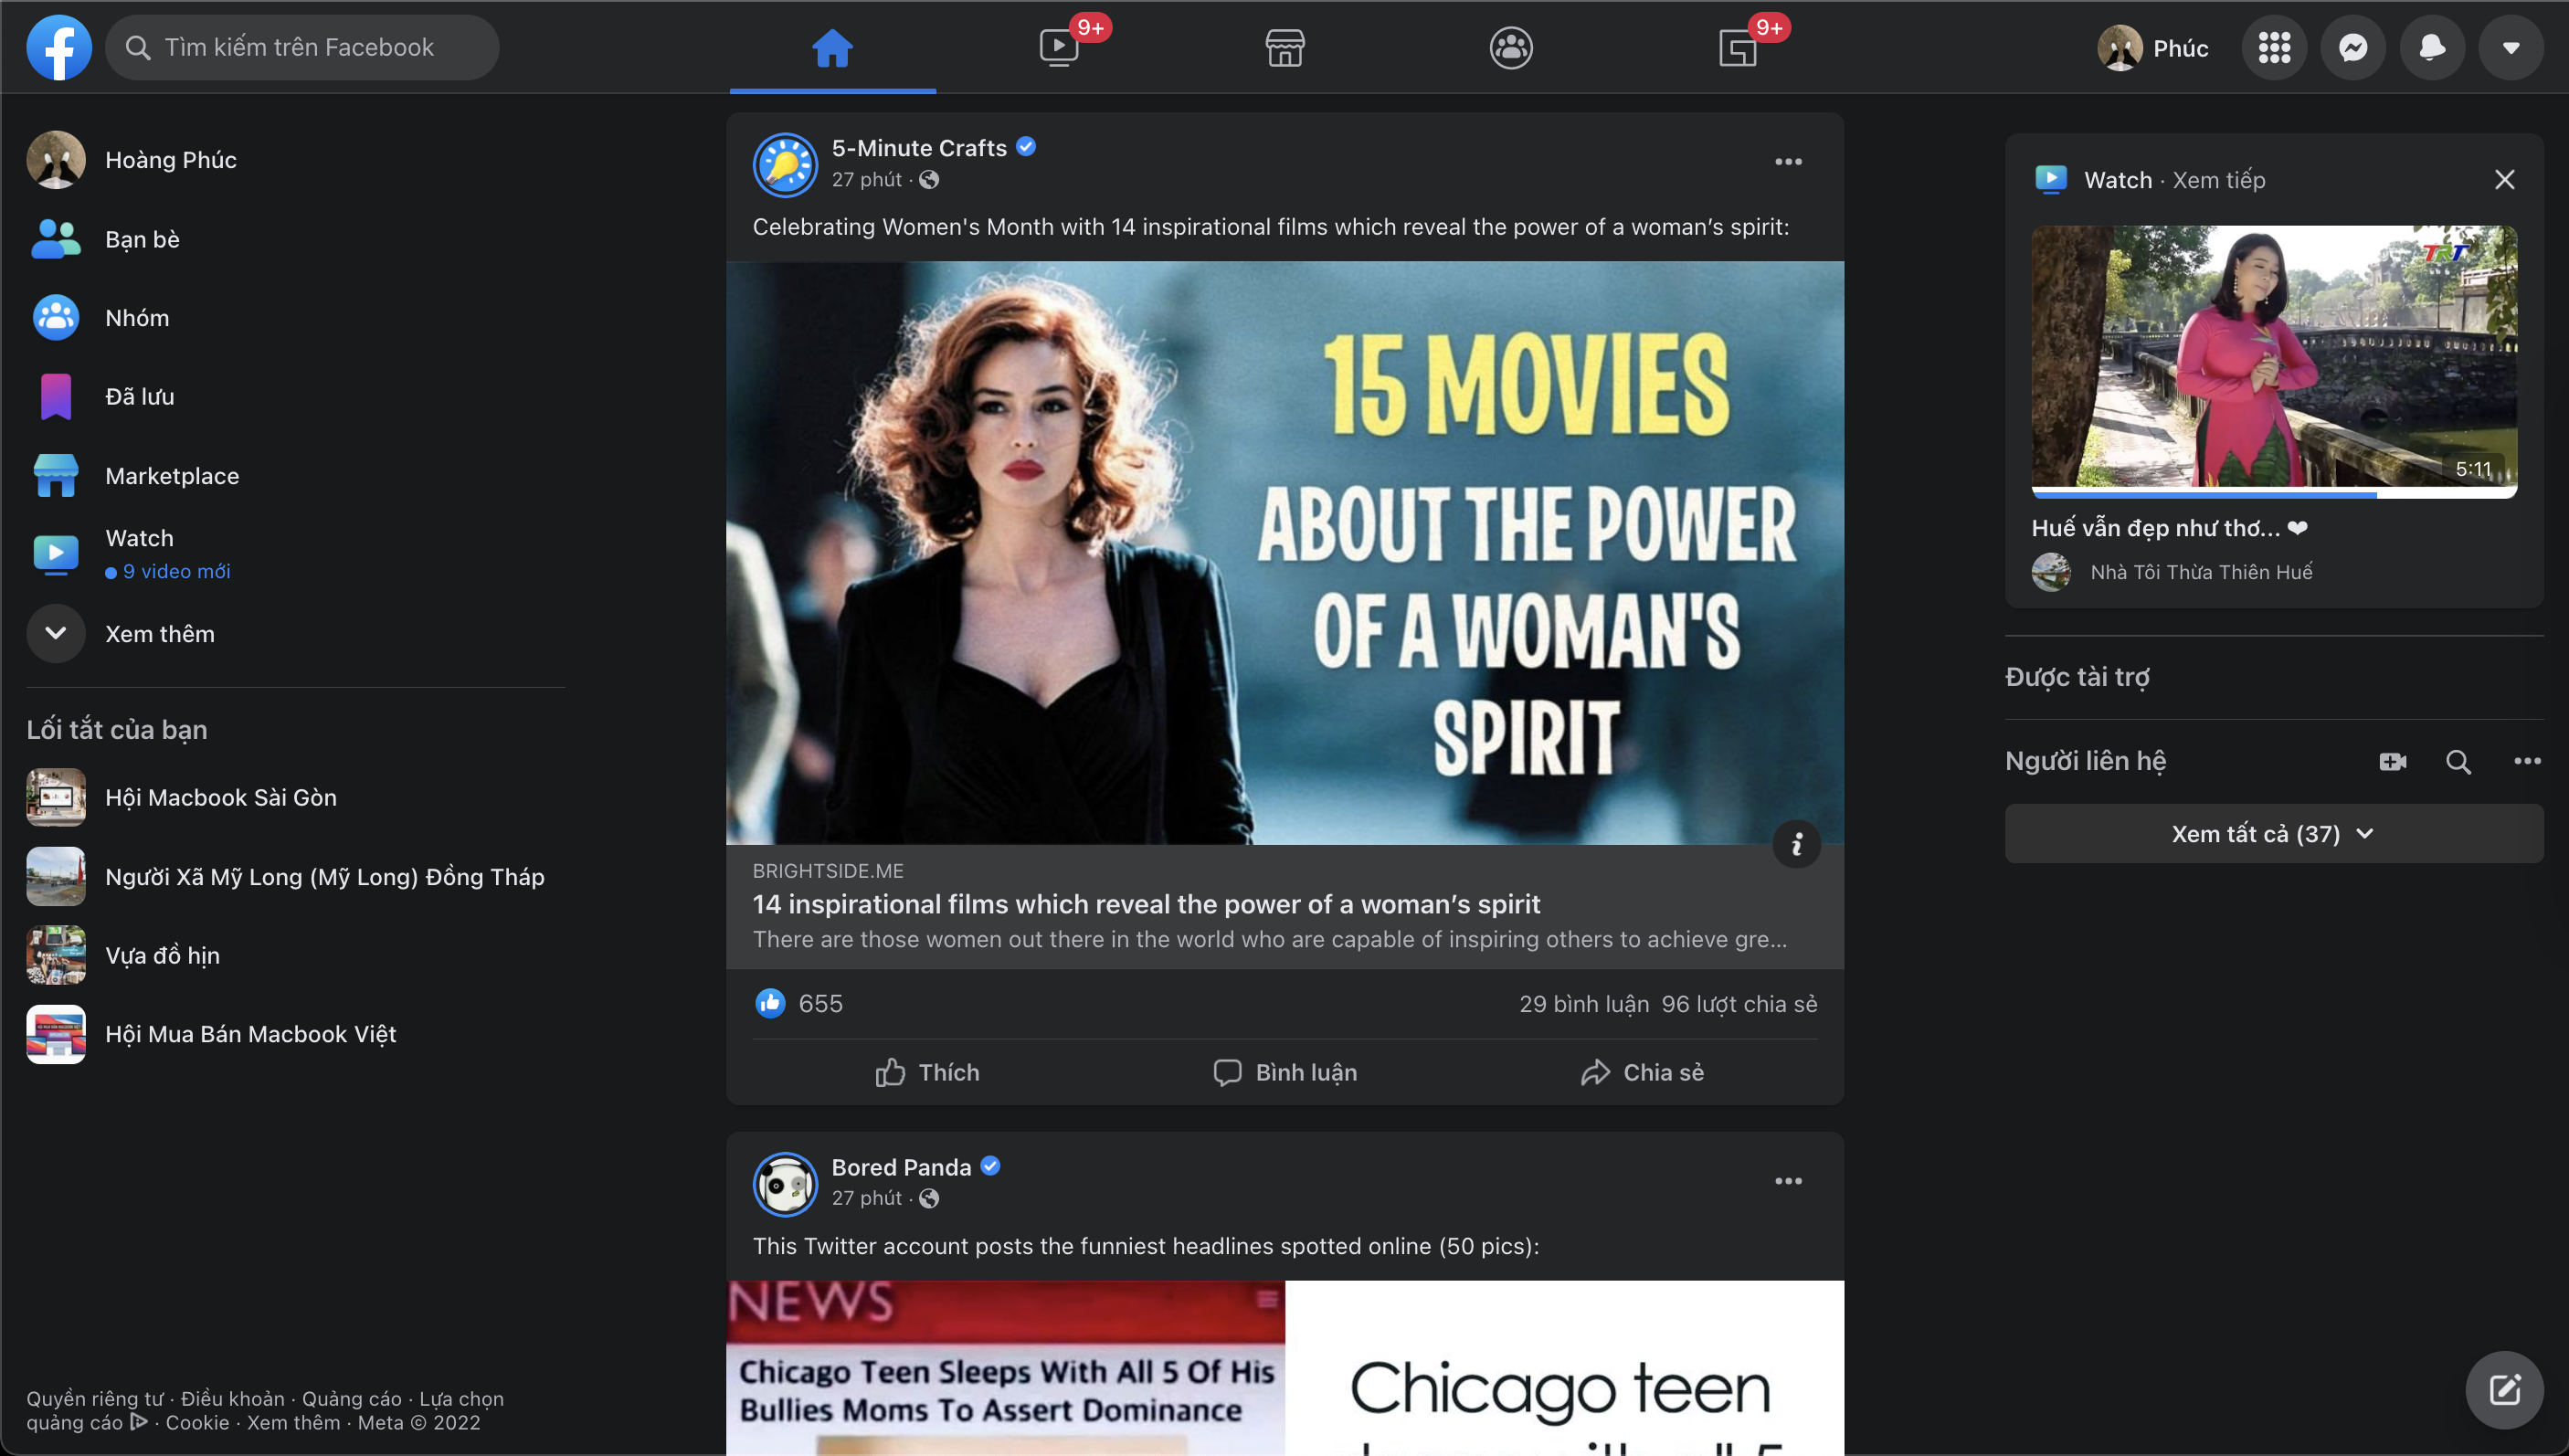 Tìm kiếm trên Facebook
9+
9+
Phúc
Hoàng Phúc
Bạn bè
Nhóm
Đã lưu
Marketplace
Watch
9 video mới
Xem thêm
Lối tắt của bạn
Hội Macbook Sài Gòn
Người Xã Mỹ Long (Mỹ Long) Đồng Tháp
Vựa đồ hịn
Hội Mua Bán Macbook Việt
Quyền riêng tư · Điều khoản · Quảng cáo · Lựa chọn
quảng cáo · Cookie · Xem thêm · Meta © 2022
5-Minute Crafts
27 phút ·
Celebrating Women's Month with 14 inspirational films which reveal the power of a woman’s spirit:
15 MOVIES
ABOUT THE POWER
OF A WOMAN'S
SPIRIT
BRIGHTSIDE.ME
14 inspirational films which reveal the power of a woman’s spirit
There are those women out there in the world who are capable of inspiring others to achieve gre...
655
29 bình luận 96 lượt chia sẻ
Thích
Bình luận
Chia sẻ
Bored Panda
27 phút ·
This Twitter account posts the funniest headlines spotted online (50 pics):
NEWS
Chicago Teen Sleeps With All 5 Of His
Bullies Moms To Assert Dominance
Chicago teen
Watch · Xem tiếp
TRT
5:11
Huế vẫn đẹp như thơ... ❤
Nhà Tôi Thừa Thiên Huế
Được tài trợ
Người liên hệ
Xem tất cả (37)